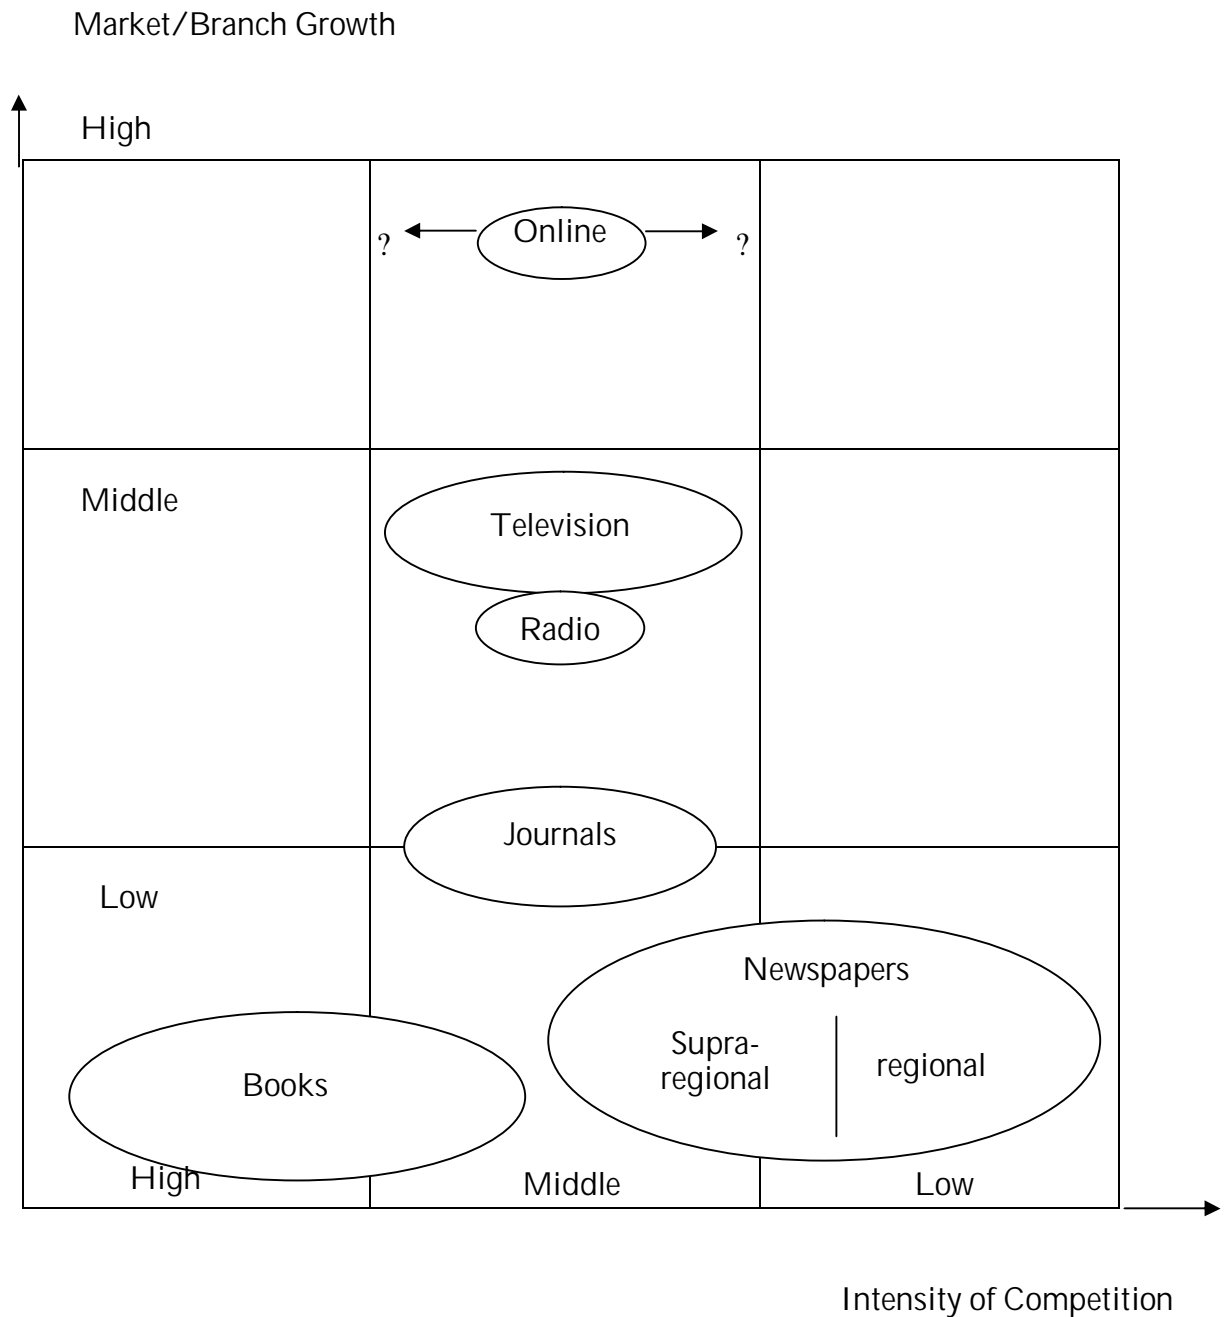 Market/Branch Growth
High
Online
?
?
Middle
Television
Radio
Journals
Low
Newspapers
Supra-
regional
regional
Books
High
Middle
Low
Intensity of Competition